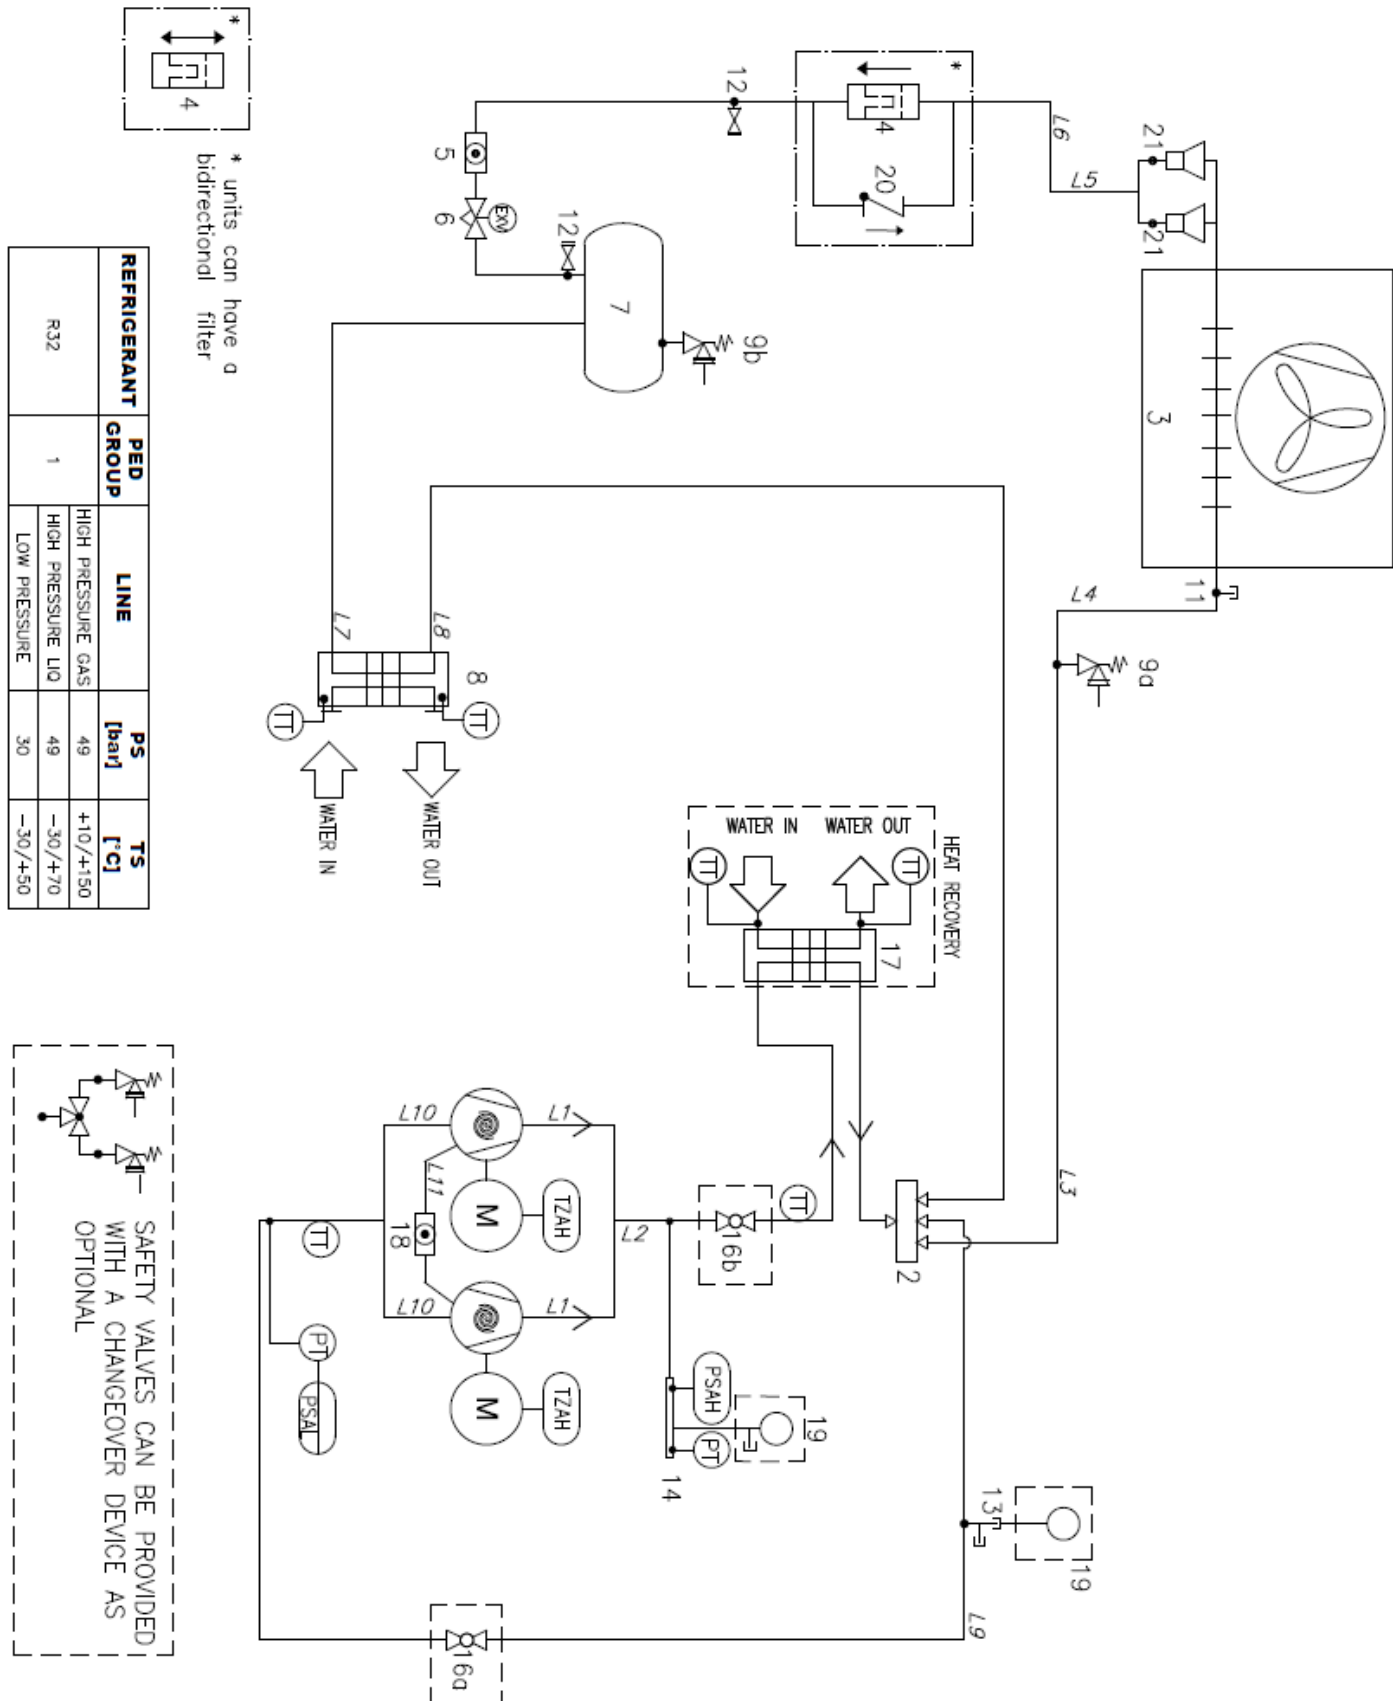 *
4
* units can have a
bidirectional filter
12
*
4
20
L6
L5
21
21
5
6
EXV
12
7
9b
3
11
L4
9a
L3
L7
L8
8
TT
TT
WATER IN
WATER OUT
HEAT RECOVERY
WATER IN
WATER OUT
TT
TT
17
2
TT
16b
L2
L1
L1
L10
L10
L11
18
M
M
TZAH
TZAH
TT
PT
PSAL
PSAH
PT
19
14
13
19
L9
16a
REFRIGERANT
PED GROUP
LINE
PS [bar]
TS [°C]
R32
1
HIGH PRESSURE GAS
49
+10/+150
HIGH PRESSURE LIQ
49
-30/+70
LOW PRESSURE
30
-30/+50
SAFETY VALVES CAN BE PROVIDED
WITH A CHANGEOVER DEVICE AS
OPTIONAL